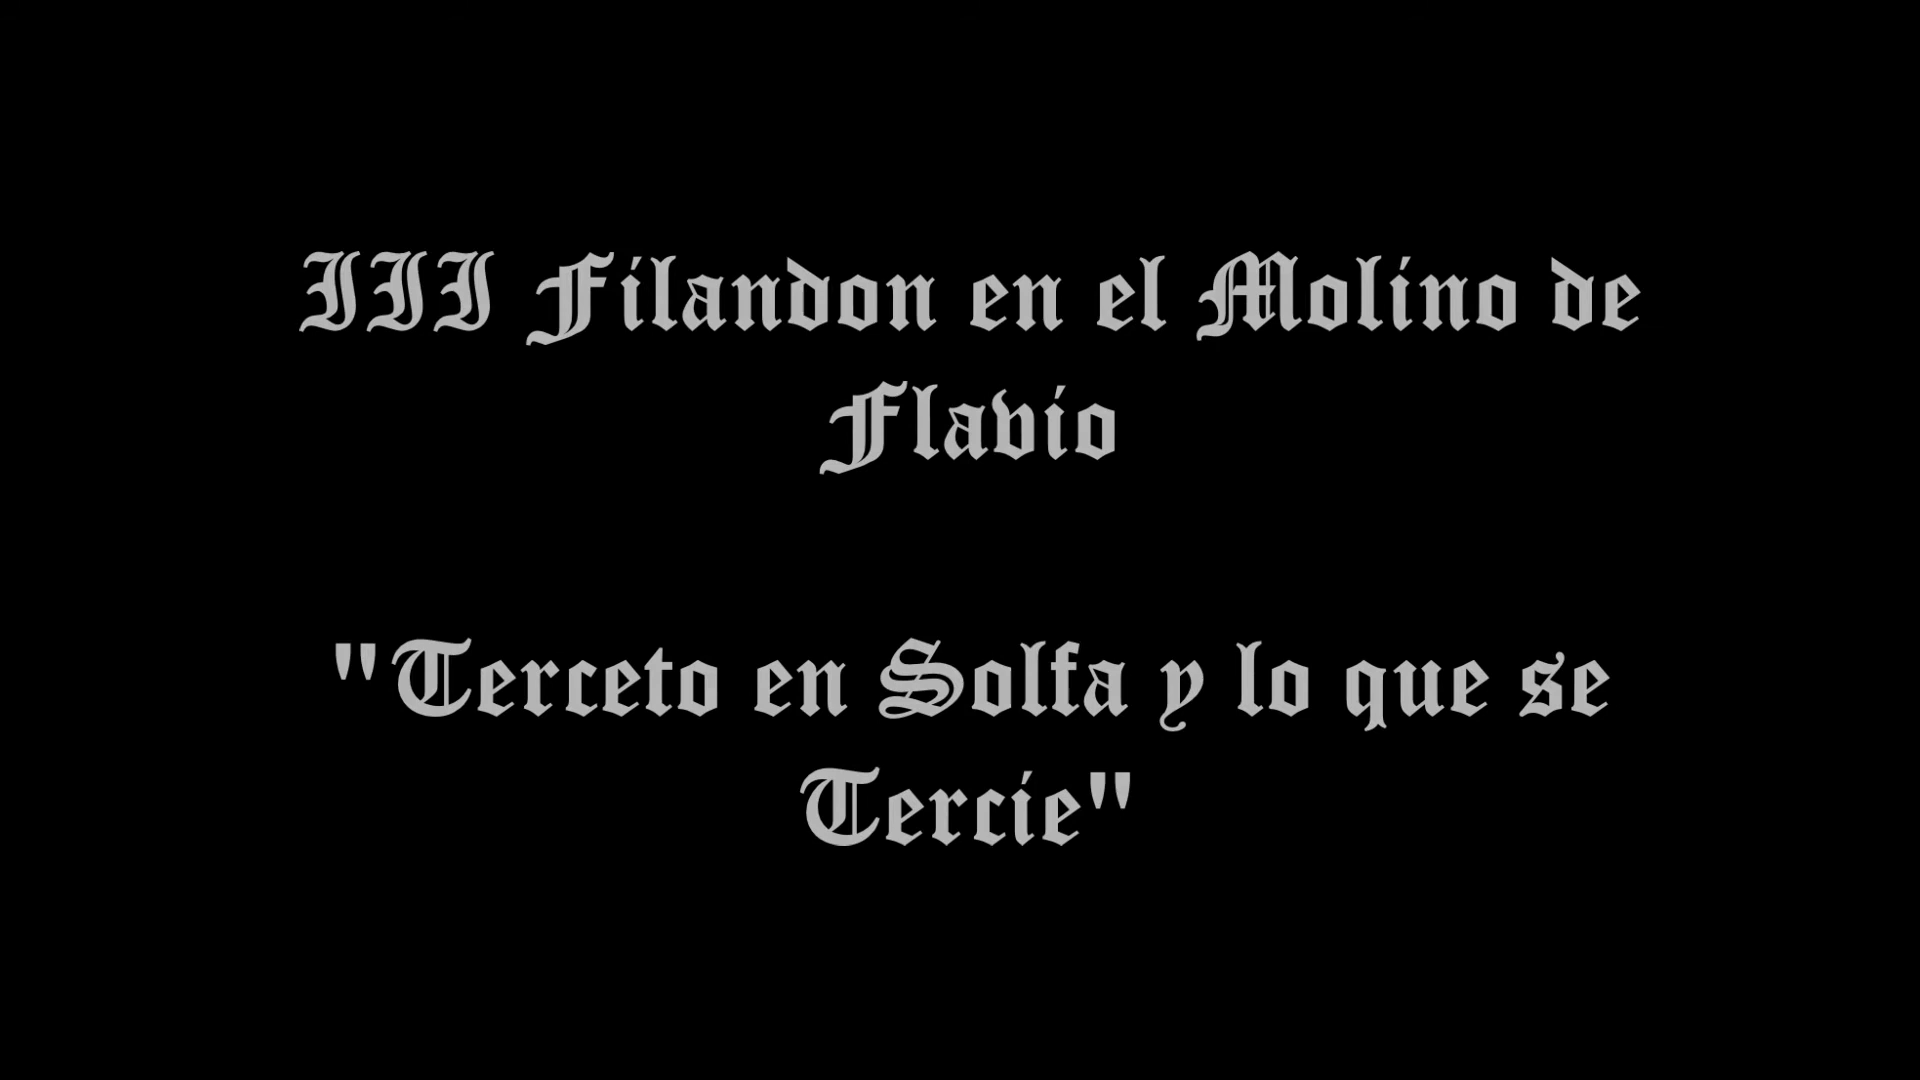 III Filandon en el Molino de
Flavio
"Terceto en Solfa y lo que se
Tercie"